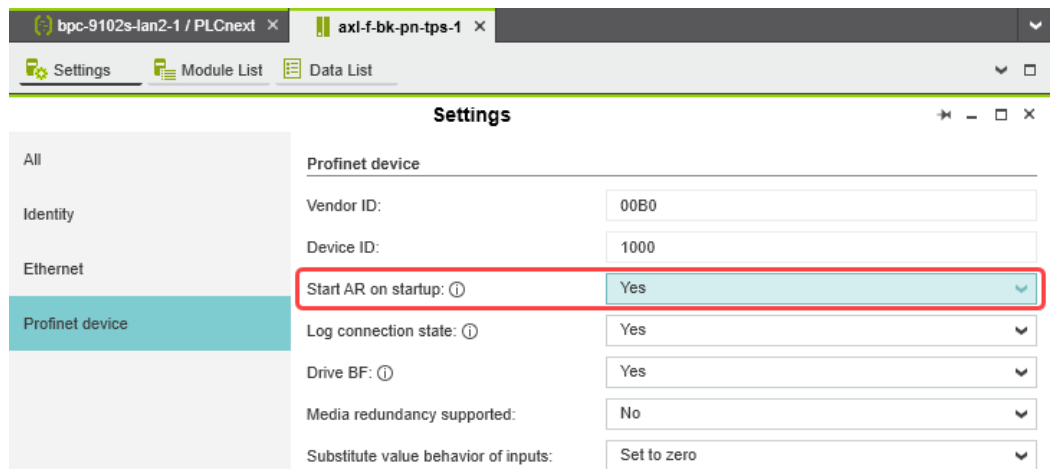 bpc-9102s-lan2-1 / PLCnext axl-f-bk-pn-tps-1
Settings Module List Data List
Settings
All
Identity
Ethernet
Profinet device
Profinet device
Vendor ID: 00B0
Device ID: 1000
Start AR on startup: Yes
Log connection state: Yes
Drive BF: Yes
Media redundancy supported: No
Substitute value behavior of inputs: Set to zero